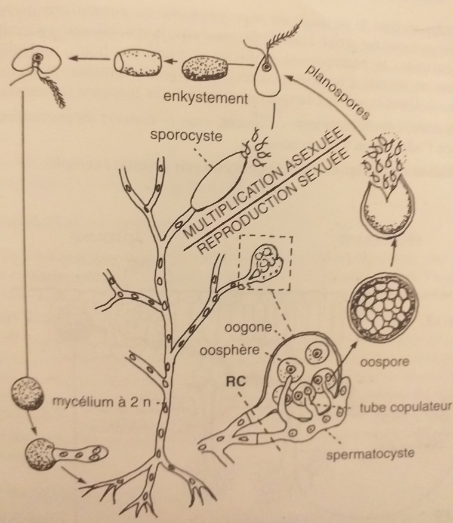 planospores
enkystement
sporocyste
MULTIPLICATION ASEXUÉE
REPRODUCTION SEXUÉE
oogone
oosphère
oospore
RC
mycélium à 2 n
tube copulateur
spermatocyste